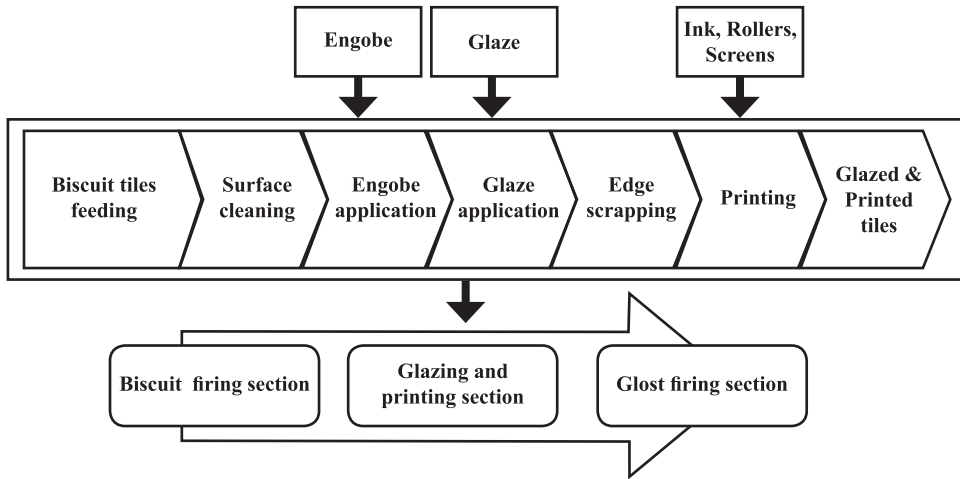 Engobe
Glaze
Ink, Rollers,
Screens
Biscuit tiles
feeding
Surface
cleaning
Engobe
application
Glaze
application
Edge
scrapping
Printing
Glazed &
Printed
tiles
Biscuit firing section
Glazing and
printing section
Glost firing section